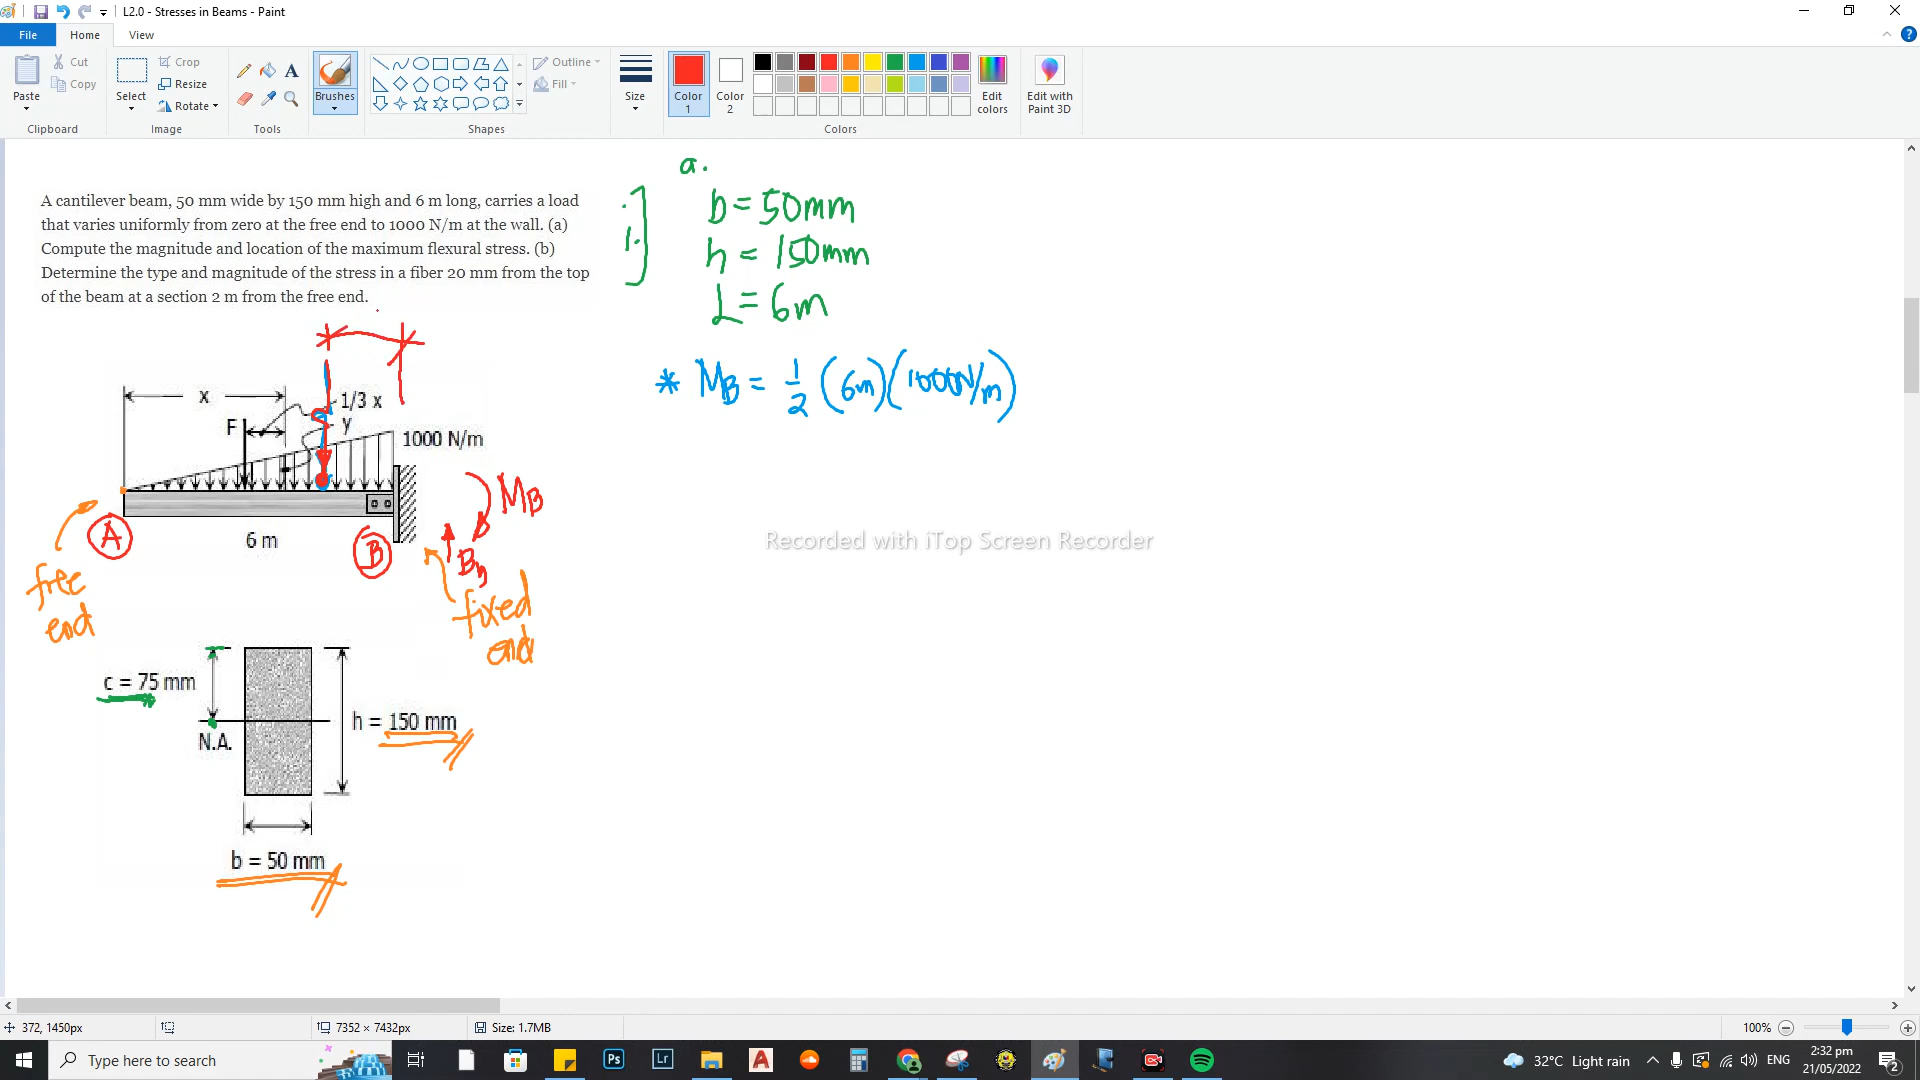 L2.0 - Stresses in Beams - Paint
File Home View
Paste Cut Copy
Clipboard
Select Crop Resize Rotate
Image
Tools
Brushes
Outline Fill
Shapes
Size
Color 1
Color 2
Edit colors
Edit with Paint 3D
Colors
A cantilever beam, 50 mm wide by 150 mm high and 6 m long, carries a load
that varies uniformly from zero at the free end to 1000 N/m at the wall. (a)
Compute the magnitude and location of the maximum flexural stress. (b)
Determine the type and magnitude of the stress in a fiber 20 mm from the top
of the beam at a section 2 m from the free end.
1.
a.
b = 50mm
h = 150mm
L = 6m
* MB = 1/2 (6m)(1000N/m)
x
1/3 x
F
y
1000 N/m
MB
A
6 m
B
free
end
fixed
end
c = 75 mm
N.A.
h = 150 mm
b = 50 mm
Recorded with iTop Screen Recorder
372, 1450px
7352 × 7432px
Size: 1.7MB
100%
Type here to search
Ps
Lr
A
32°C Light rain
ENG
2:32 pm
21/05/2022
2